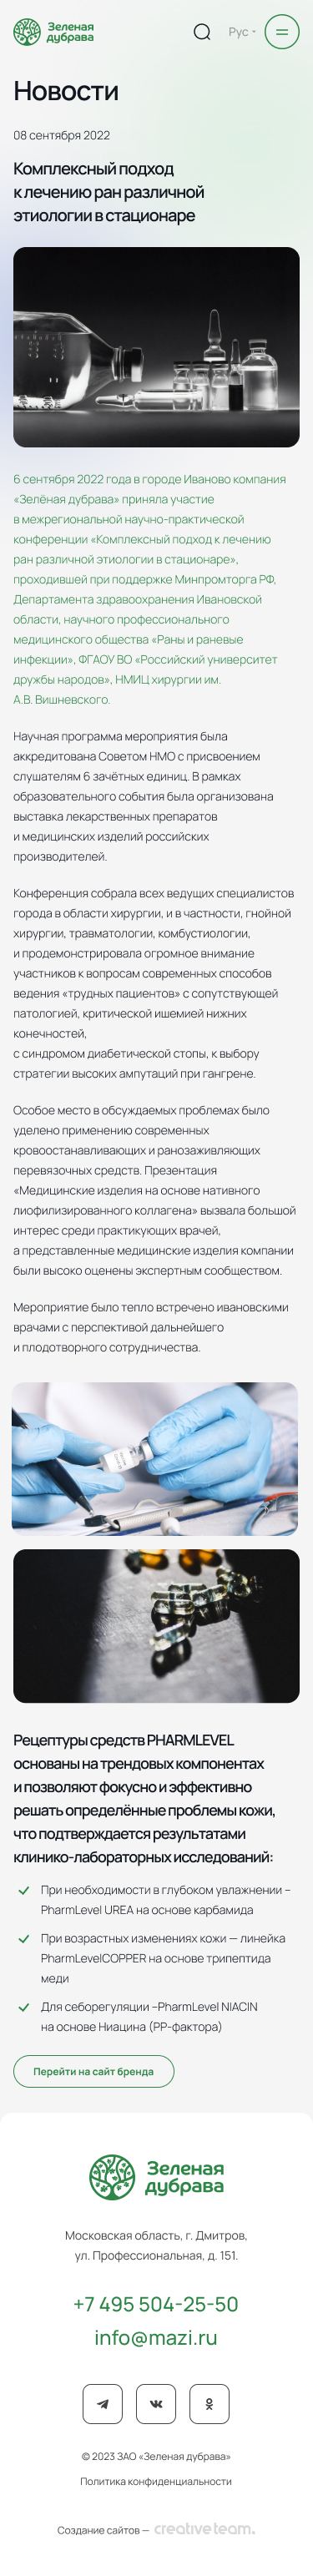 Зеленая
дубрава
Рус
Новости
08 сентября 2022
Комплексный подход
к лечению ран различной
этиологии в стационаре
6 сентября 2022 года в городе Иваново компания
«Зелёная дубрава» приняла участие
в межрегиональной научно-практической
конференции «Комплексный подход к лечению
ран различной этиологии в стационаре»,
проходившей при поддержке Минпромторга РФ,
Департамента здравоохранения Ивановской
области, научного профессионального
медицинского общества «Раны и раневые
инфекции», ФГАОУ ВО «Российский университет
дружбы народов», НМИЦ хирургии им.
А.В. Вишневского.
Научная программа мероприятия была
аккредитована Советом НМО с присвоением
слушателям 6 зачётных единиц. В рамках
образовательного события была организована
выставка лекарственных препаратов
и медицинских изделий российских
производителей.
Конференция собрала всех ведущих специалистов
города в области хирургии, и в частности, гнойной
хирургии, травматологии, комбустиологии,
и продемонстрировала огромное внимание
участников к вопросам современных способов
ведения «трудных пациентов» с сопутствующей
патологией, критической ишемией нижних
конечностей,
с синдромом диабетической стопы, к выбору
стратегии высоких ампутаций при гангрене.
Особое место в обсуждаемых проблемах было
уделено применению современных
кровоостанавливающих и ранозаживляющих
перевязочных средств. Презентация
«Медицинские изделия на основе нативного
лиофилизированного коллагена» вызвала большой
интерес среди практикующих врачей,
а представленные медицинские изделия компании
были высоко оценены экспертным сообществом.
Мероприятие было тепло встречено ивановскими
врачами с перспективой дальнейшего
и плодотворного сотрудничества.
Рецептуры средств PHARMLEVEL
основаны на трендовых компонентах
и позволяют фокусно и эффективно
решать определённые проблемы кожи,
что подтверждается результатами
клинико-лабораторных исследований:
При необходимости в глубоком увлажнении –
PharmLevel UREA на основе карбамида
При возрастных изменениях кожи — линейка
PharmLevelCOPPER на основе трипептида
меди
Для себорегуляции –PharmLevel NIACIN
на основе Ниацина (РР-фактора)
Перейти на сайт бренда
Зеленая
дубрава
Московская область, г. Дмитров,
ул. Профессиональная, д. 151.
+7 495 504-25-50
info@mazi.ru
© 2023 ЗАО «Зеленая дубрава»
Политика конфиденциальности
Создание сайтов — creativeteam.